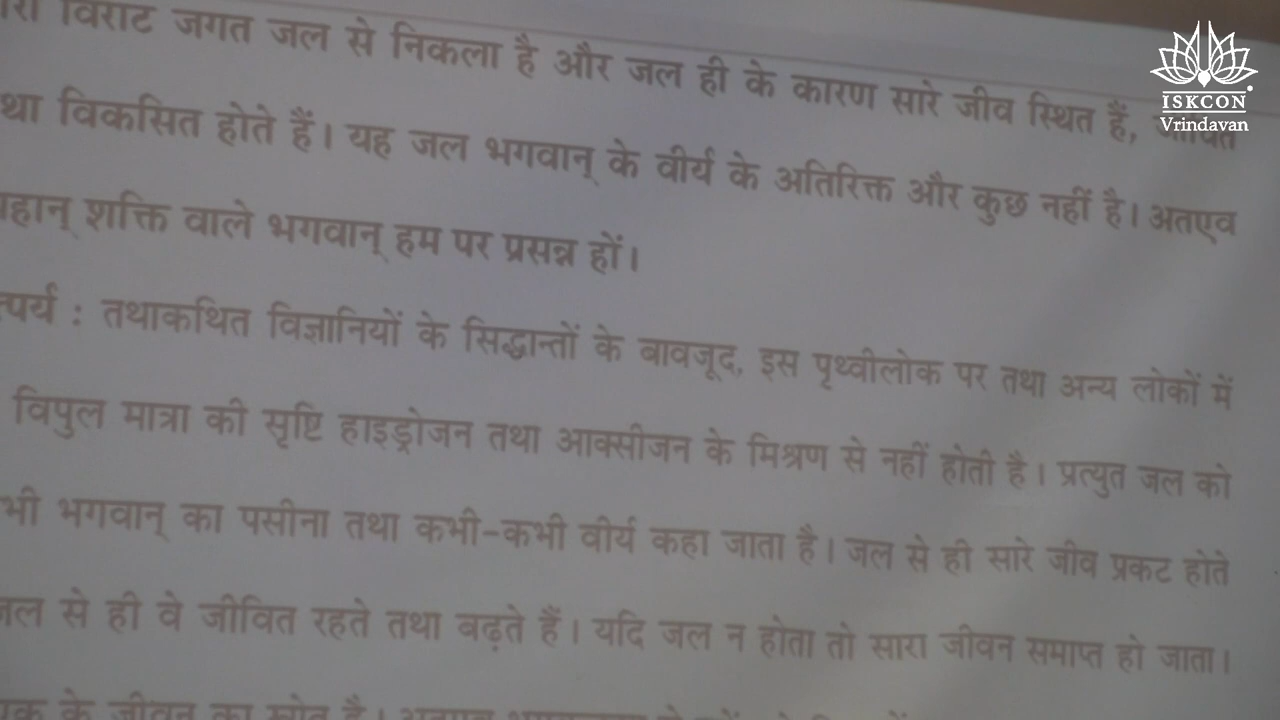 विराट जगत जल से निकला है और जल ही के कारण सारे जीव स्थित हैं,
विकसित होते हैं। यह जल भगवान् के वीर्य के अतिरिक्त और कुछ नहीं है। अतएव
शक्ति वाले भगवान् हम पर प्रसन्न हों।
तथाकथित विज्ञानियों के सिद्धान्तों के बावजूद, इस पृथ्वीलोक पर तथा अन्य लोकों में
विपुल मात्रा की सृष्टि हाइड्रोजन तथा आक्सीजन के मिश्रण से नहीं होती है। प्रत्युत जल को
भी भगवान् का पसीना तथा कभी-कभी वीर्य कहा जाता है। जल से ही सारे जीव प्रकट होते
जल से ही वे जीवित रहते तथा बढ़ते हैं। यदि जल न होता तो सारा जीवन समाप्त हो जाता।
के जीवन का स्रोत है।
ISKCON
Vrindavan